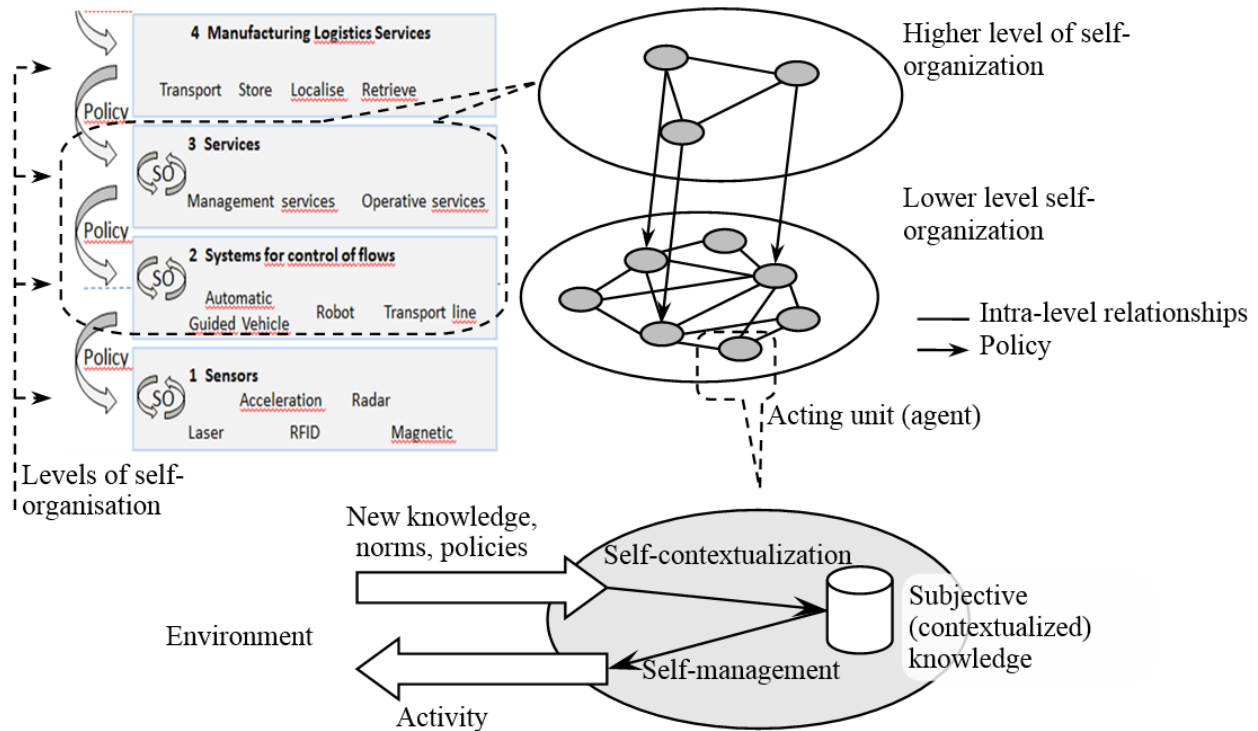 4 Manufacturing Logistics Services
Transport Store Localise Retrieve
Policy
3 Services
SO
Management services Operative services
Policy
2 Systems for control of flows
SO
Automatic
Guided Vehicle Robot Transport line
Policy
1 Sensors
SO
Acceleration Radar
Laser RFID Magnetic
Levels of self-
organisation
Higher level of self-
organization
Lower level self-
organization
Intra-level relationships
Policy
Acting unit (agent)
New knowledge,
norms, policies
Self-contextualization
Subjective
(contextualized)
knowledge
Environment
Self-management
Activity